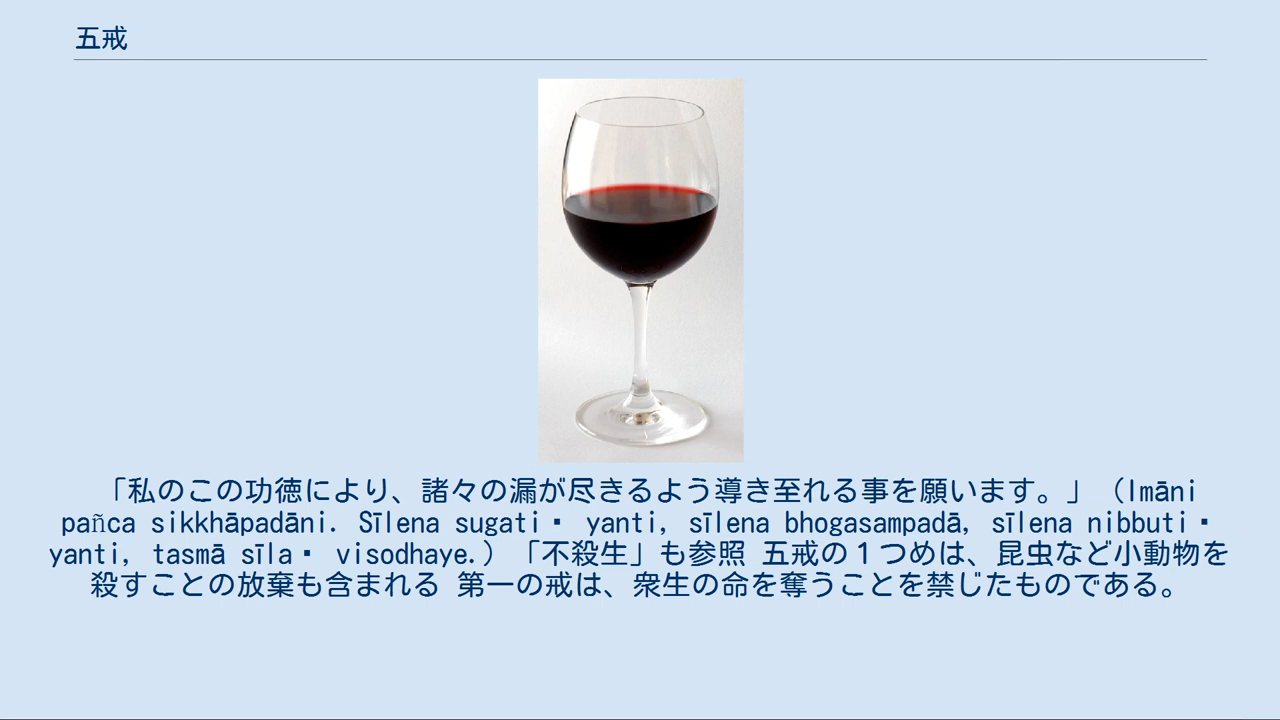 五戒
「私のこの功徳により、諸々の漏が尽きるよう導き至れる事を願います。」（Imāni
pañca sikkhāpadāni. Sīlena sugati▪ yanti, sīlena bhogasampadā, sīlena nibbuti▪
yanti, tasmā sīla▪ visodhaye.）「不殺生」も参照 五戒の１つめは、昆虫など小動物を
殺すことの放棄も含まれる 第一の戒は、衆生の命を奪うことを禁じたものである。